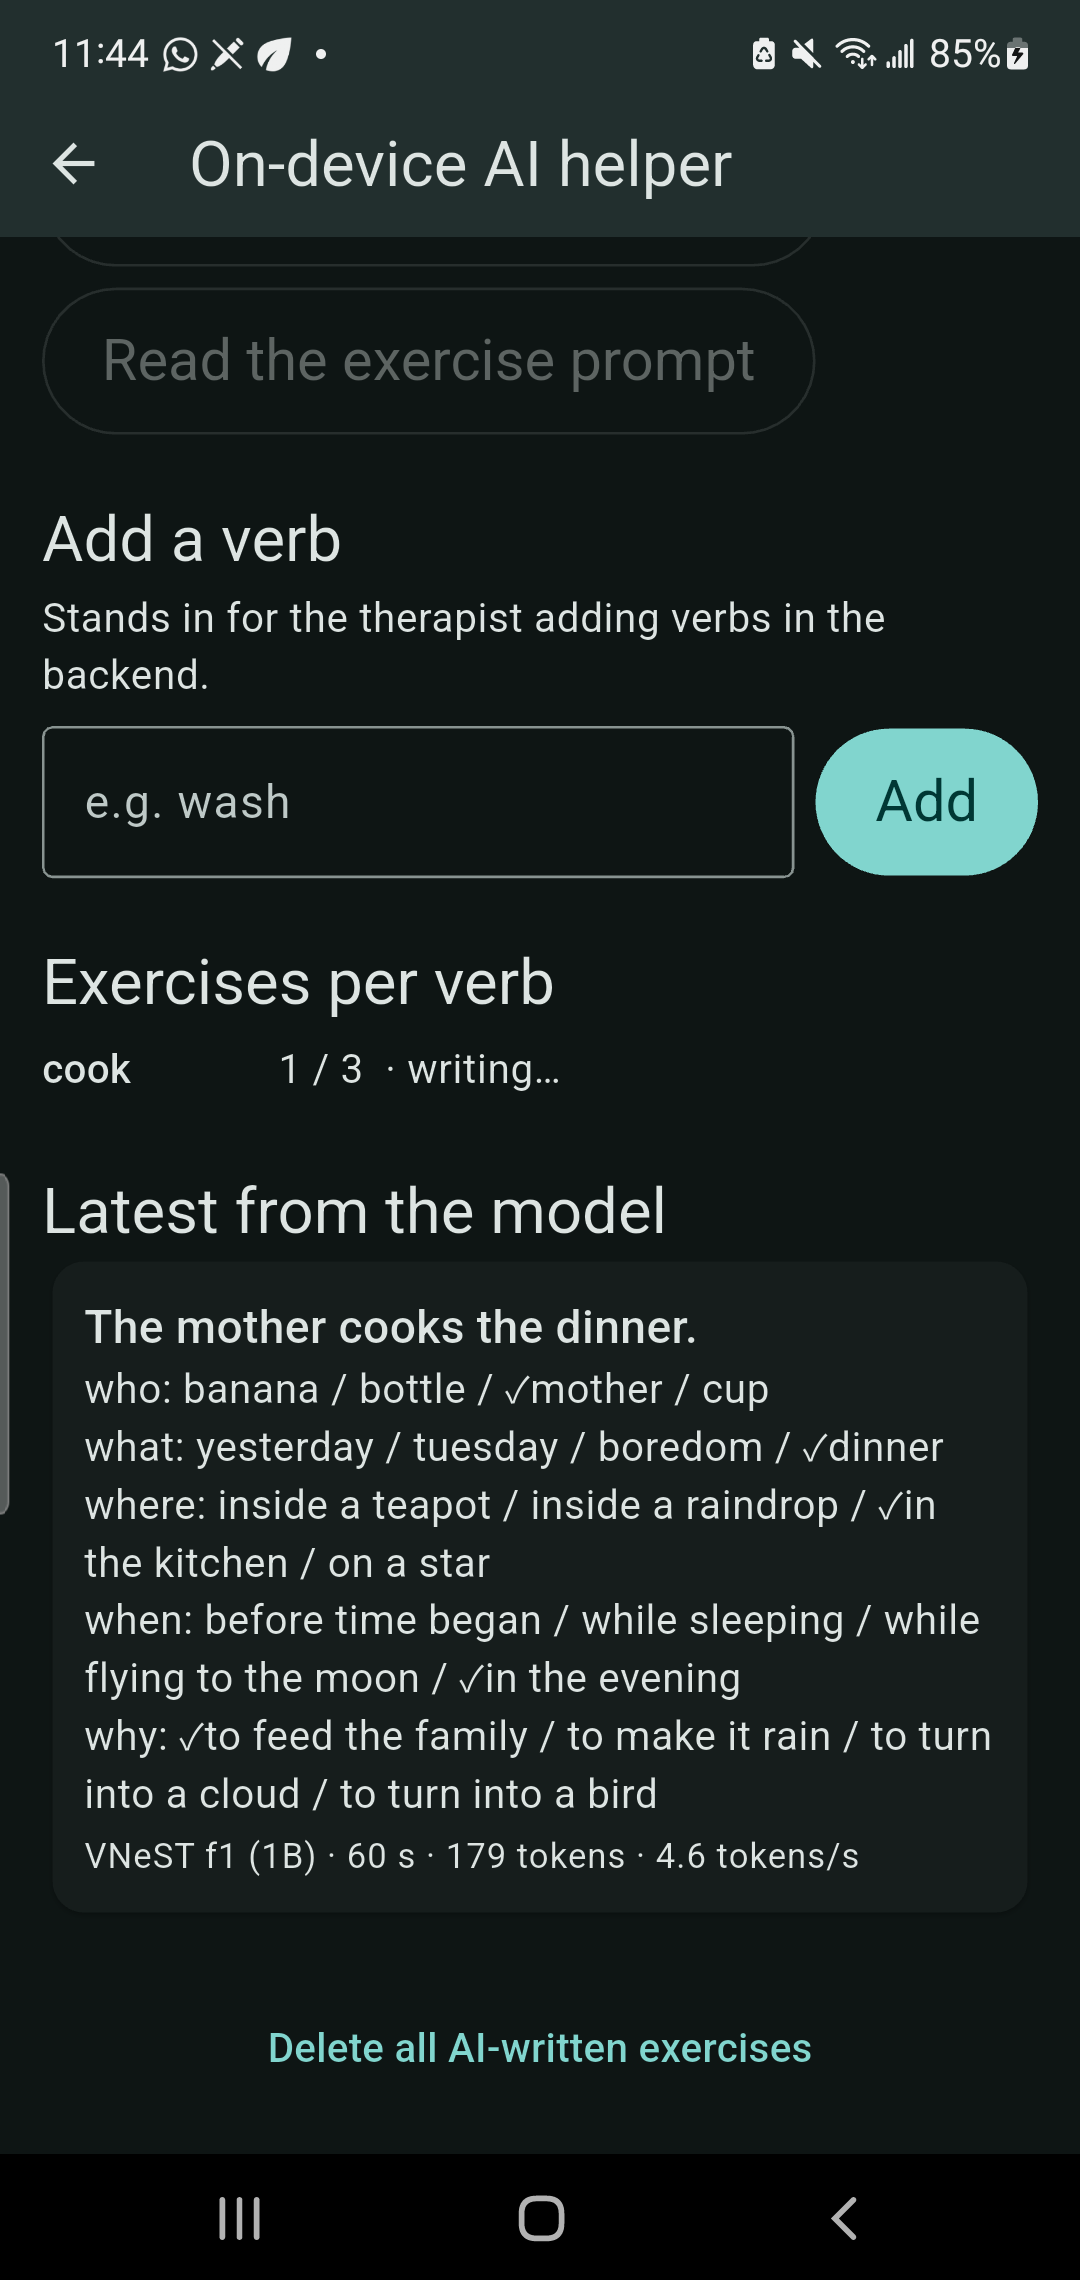 11:44 85%
On-device AI helper
Read the exercise prompt
Add a verb
Stands in for the therapist adding verbs in the
backend.
e.g. wash
Add
Exercises per verb
cook 1 / 3 · writing…
Latest from the model
The mother cooks the dinner.
who: banana / bottle / ✓mother / cup
what: yesterday / tuesday / boredom / ✓dinner
where: inside a teapot / inside a raindrop / ✓in
the kitchen / on a star
when: before time began / while sleeping / while
flying to the moon / ✓in the evening
why: ✓to feed the family / to make it rain / to turn
into a cloud / to turn into a bird
VNeST f1 (1B) · 60 s · 179 tokens · 4.6 tokens/s
Delete all AI-written exercises